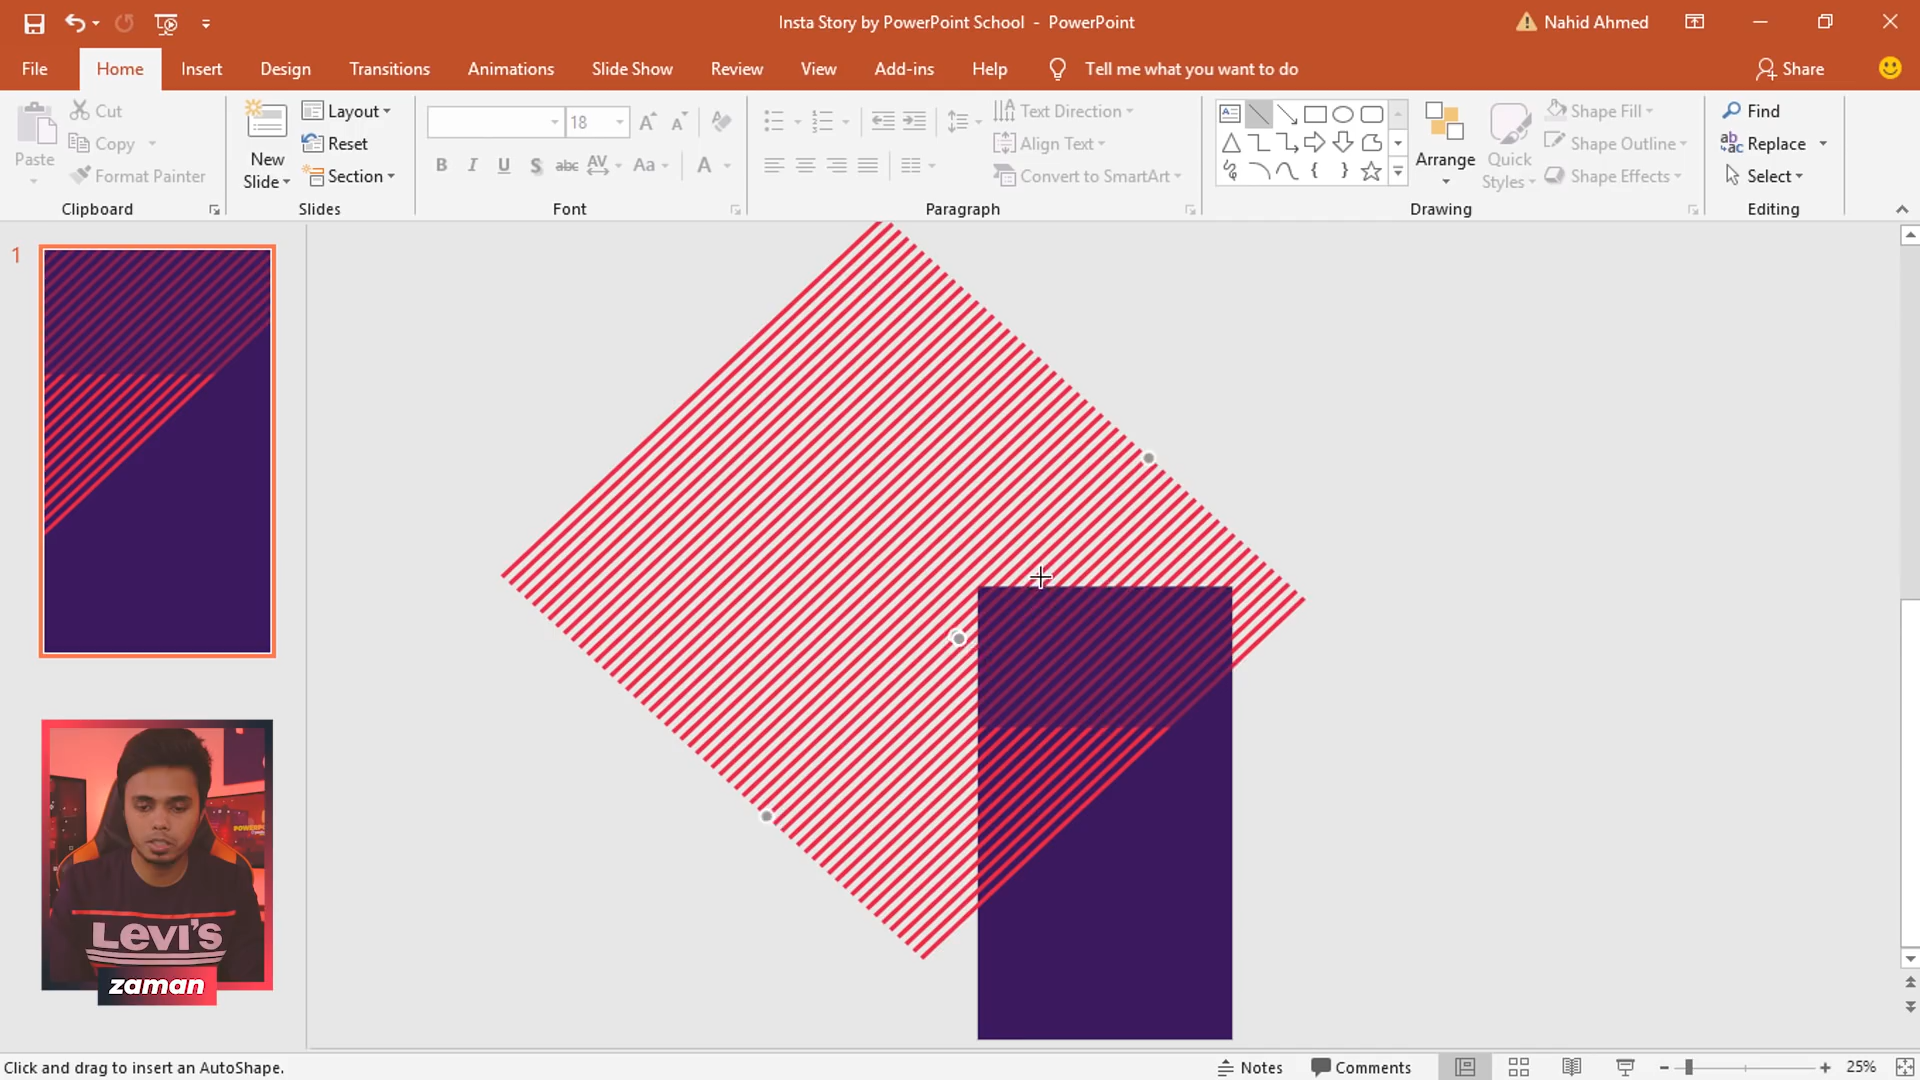 Insta Story by PowerPoint School - PowerPoint
Nahid Ahmed
File Home Insert Design Transitions Animations Slide Show Review View Add-ins Help Tell me what you want to do Share
Paste
Cut
Copy
Format Painter
Clipboard
New
Slide
Layout
Reset
Section
Slides
18
B I U S abc AV Aa A
Font
Text Direction
Align Text
Convert to SmartArt
Paragraph
Arrange
Quick
Styles
Shape Fill
Shape Outline
Shape Effects
Drawing
Find
Replace
Select
Editing
1
Levi's
zaman
Click and drag to insert an AutoShape.
Notes Comments 25%